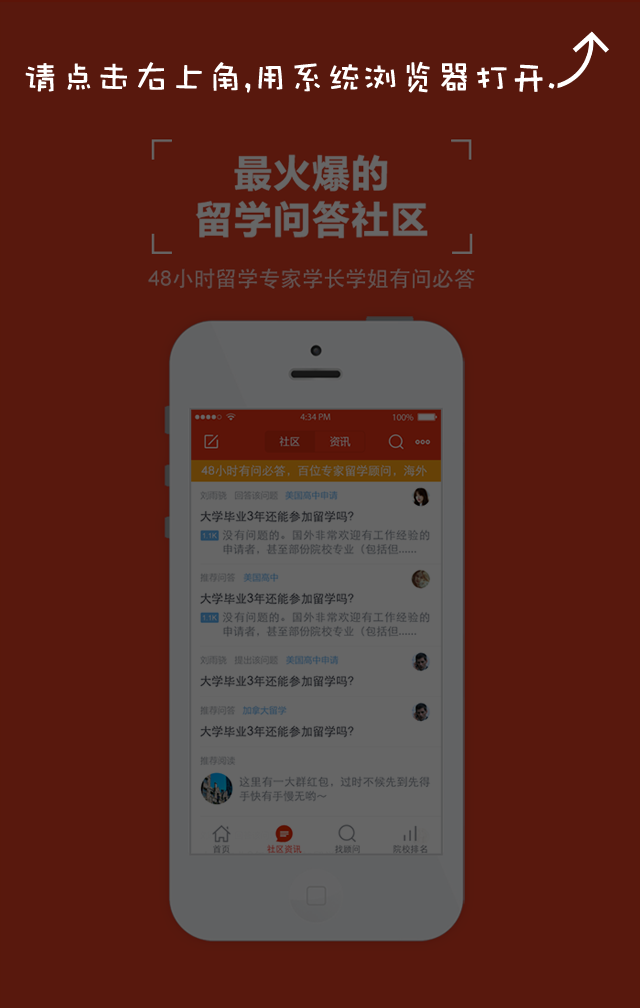 请点击右上角,用系统浏览器打开.
最火爆的
留学问答社区
48小时留学专家学长学姐有问必答
4:34 PM 100%
社区 资讯
48小时有问必答，百位专家留学顾问，海外
刘雨骁 回答该问题 美国高中申请
大学毕业3年还能参加留学吗?
1.1K 没有问题的。国外非常欢迎有工作经验的
申请者，甚至部份院校专业（包括但......
推荐问答 美国高中
大学毕业3年还能参加留学吗?
1.1K 没有问题的。国外非常欢迎有工作经验的
申请者，甚至部份院校专业（包括但......
刘雨骁 提出该问题 美国高中申请
大学毕业3年还能参加留学吗?
推荐问答 加拿大留学
大学毕业3年还能参加留学吗?
推荐阅读
这里有一大群红包，过时不候先到先得
手快有手慢无哟～
首页 社区资讯 找顾问 院校排名